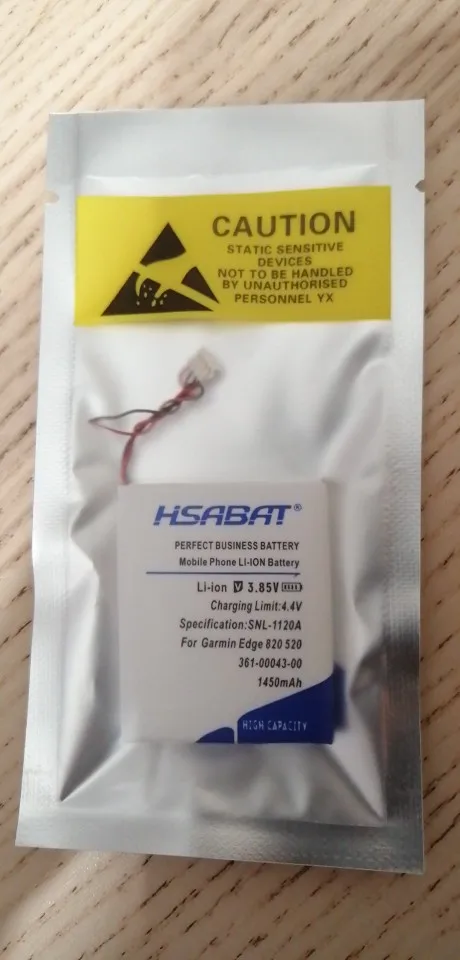 CAUTION
STATIC SENSITIVE
DEVICES
NOT TO BE HANDLED
BY UNAUTHORISED
PERSONNEL YX
HSABAT®
PERFECT BUSINESS BATTERY
Mobile Phone LI-ION Battery
Li-ion V 3.85V
Charging Limit:4.4V
Specification:SNL-1120A
For Garmin Edge 820 520
361-00043-00
1450mAh
HIGH CAPACITY